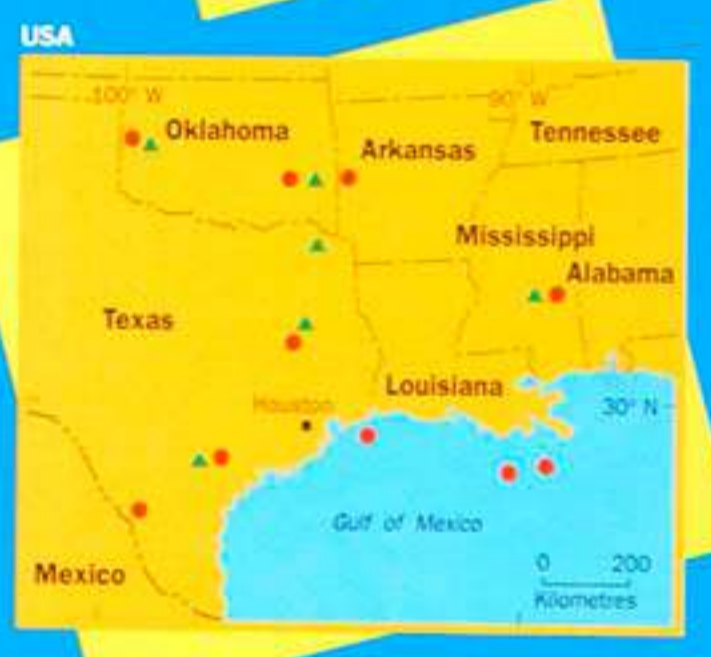 USA
100° W
90° W
Oklahoma
Tennessee
Arkansas
Mississippi
Alabama
Texas
Louisiana
Houston
30° N
Gulf of Mexico
Mexico
0 200
Kilometres